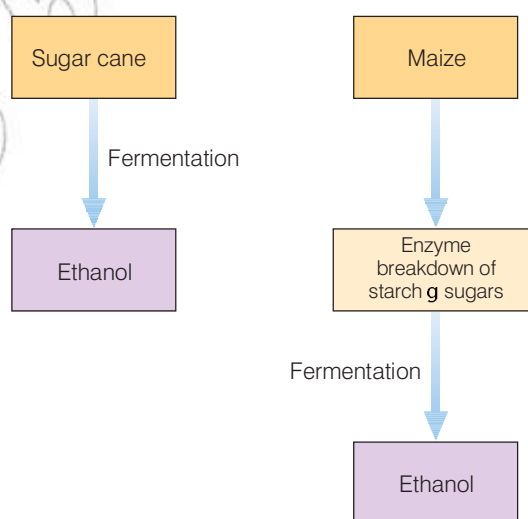 Sugar cane
Fermentation
Ethanol
Maize
Enzyme
breakdown of
starch g sugars
Fermentation
Ethanol